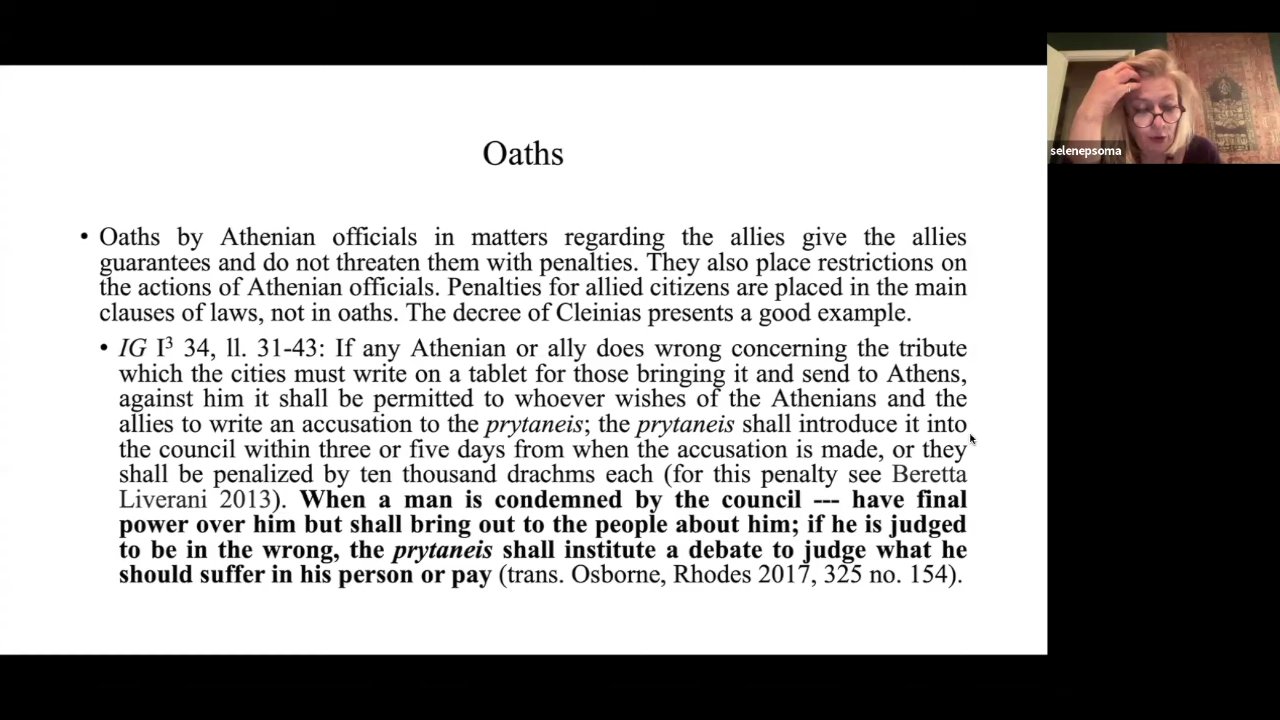 Oaths
• Oaths by Athenian officials in matters regarding the allies give the allies
guarantees and do not threaten them with penalties. They also place restrictions on
the actions of Athenian officials. Penalties for allied citizens are placed in the main
clauses of laws, not in oaths. The decree of Cleinias presents a good example.
• IG I³ 34, ll. 31-43: If any Athenian or ally does wrong concerning the tribute
which the cities must write on a tablet for those bringing it and send to Athens,
against him it shall be permitted to whoever wishes of the Athenians and the
allies to write an accusation to the prytaneis; the prytaneis shall introduce it into
the council within three or five days from when the accusation is made, or they
shall be penalized by ten thousand drachms each (for this penalty see Beretta
Liverani 2013). When a man is condemned by the council --- have final
power over him but shall bring out to the people about him; if he is judged
to be in the wrong, the prytaneis shall institute a debate to judge what he
should suffer in his person or pay (trans. Osborne, Rhodes 2017, 325 no. 154).
selenepsoma